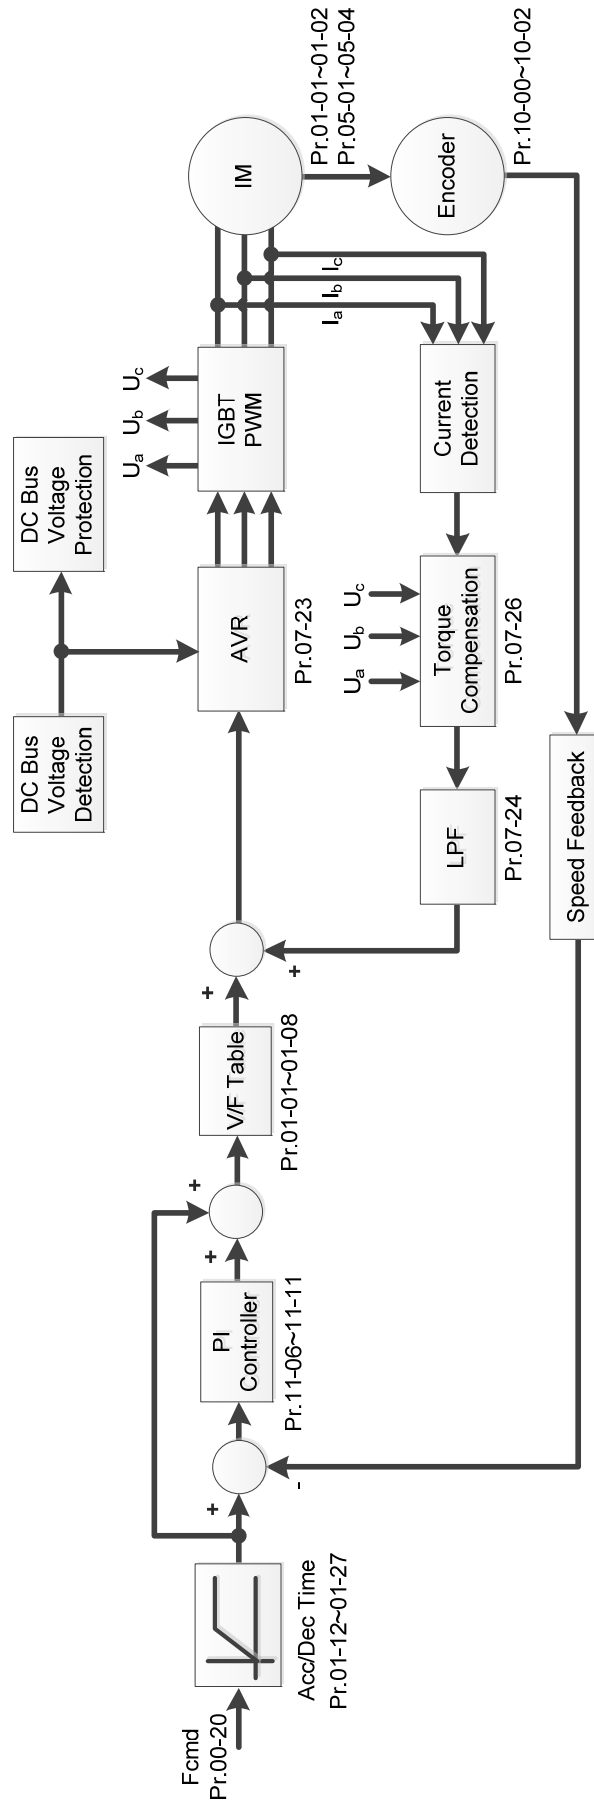 DC Bus
Voltage
Detection
DC Bus
Voltage
Protection
Fcmd
Pr.00-20
Acc/Dec Time
Pr.01-12~01-27
+
-
PI
Controller
Pr.11-06~11-11
+
+
V/F Table
Pr.01-01~01-08
+
+
AVR
Pr.07-23
IGBT
PWM
Ua
Ub
Uc
IM
Pr.01-01~01-02
Pr.05-01~05-04
Ia
Ib
Ic
Encoder
Pr.10-00~10-02
Current
Detection
Torque
Compensation
Pr.07-26
Ua
Ub
Uc
LPF
Pr.07-24
Speed Feedback